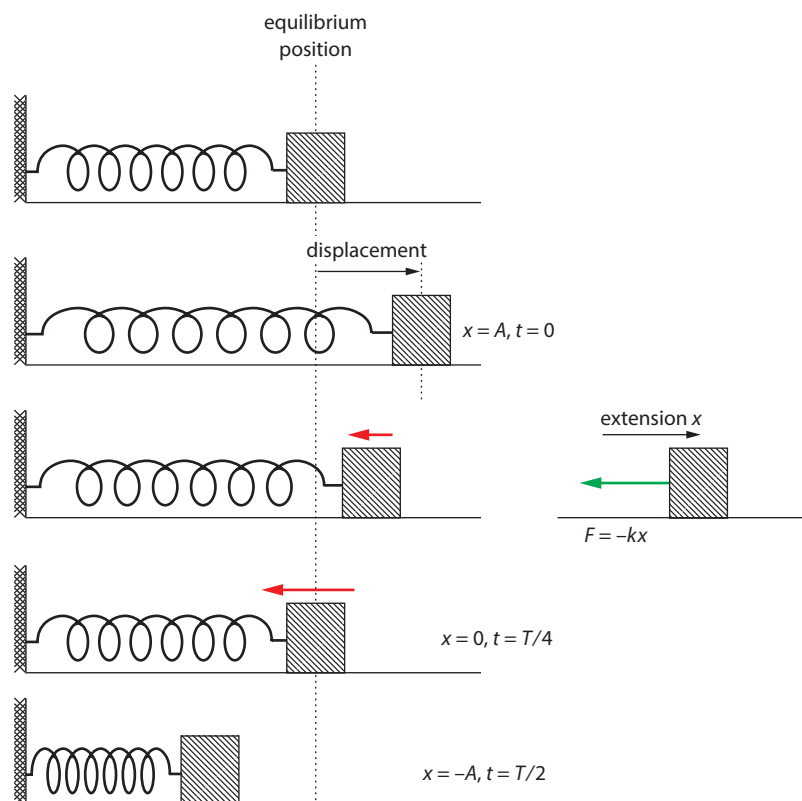 equilibrium
position
displacement
x = A, t = 0
extension x
F = –kx
x = 0, t = T/4
x = –A, t = T/2